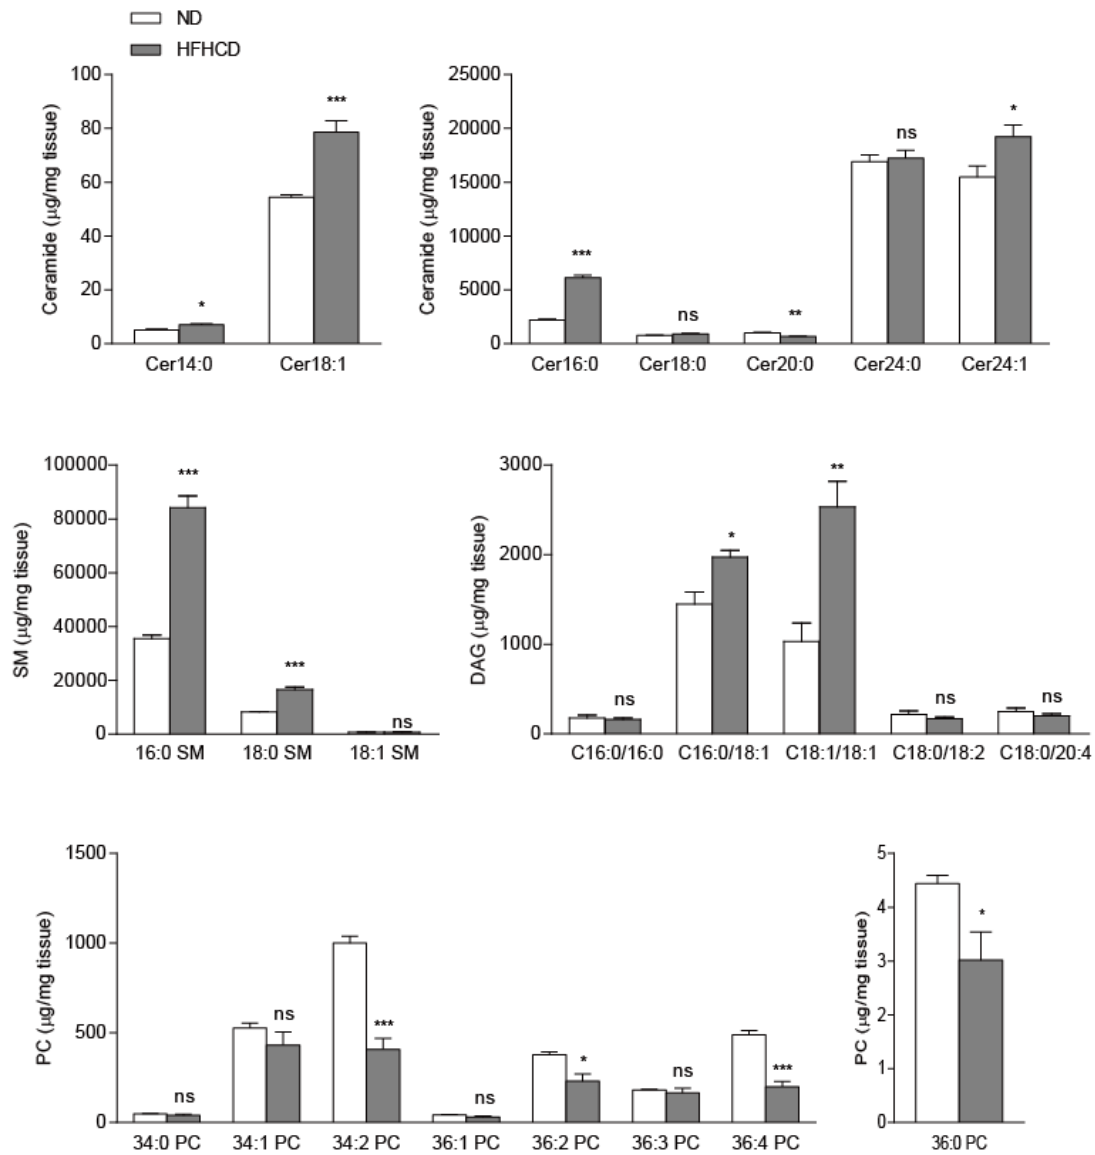 ND
HFHCD
Ceramide (µg/mg tissue)
100
80
60
40
20
0
*
***
Cer14:0 Cer18:1
Ceramide (µg/mg tissue)
25000
20000
15000
10000
5000
0
***
ns
**
ns
*
Cer16:0 Cer18:0 Cer20:0 Cer24:0 Cer24:1
SM (µg/mg tissue)
100000
80000
60000
40000
20000
0
***
***
ns
16:0 SM 18:0 SM 18:1 SM
DAG (µg/mg tissue)
3000
2000
1000
0
ns
*
**
ns
ns
C16:0/16:0 C16:0/18:1 C18:1/18:1 C18:0/18:2 C18:0/20:4
PC (µg/mg tissue)
1500
1000
500
0
ns
ns
***
ns
*
ns
***
34:0 PC 34:1 PC 34:2 PC 36:1 PC 36:2 PC 36:3 PC 36:4 PC
PC (µg/mg tissue)
5
4
3
2
1
0
*
36:0 PC